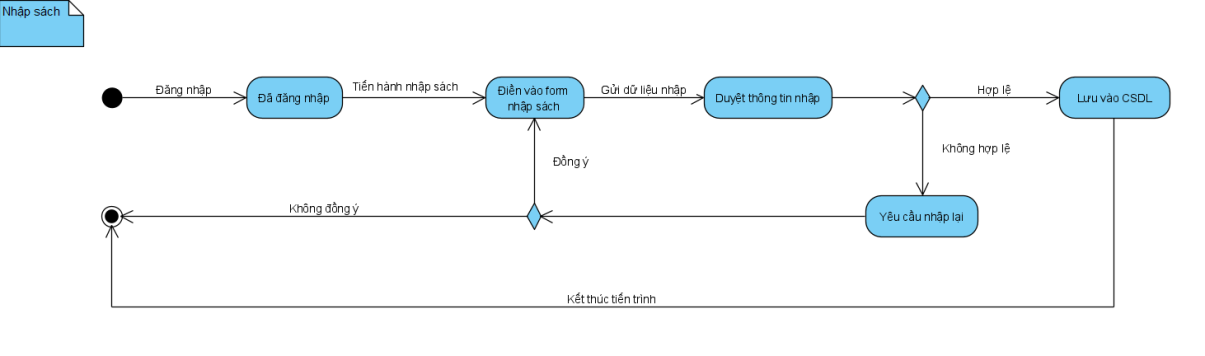 Nhập sách
Đăng nhập
Đã đăng nhập
Tiến hành nhập sách
Điền vào form
nhập sách
Gửi dữ liệu nhập
Duyệt thông tin nhập
Hợp lệ
Lưu vào CSDL
Không hợp lệ
Đồng ý
Không đồng ý
Yêu cầu nhập lại
Kết thúc tiến trình